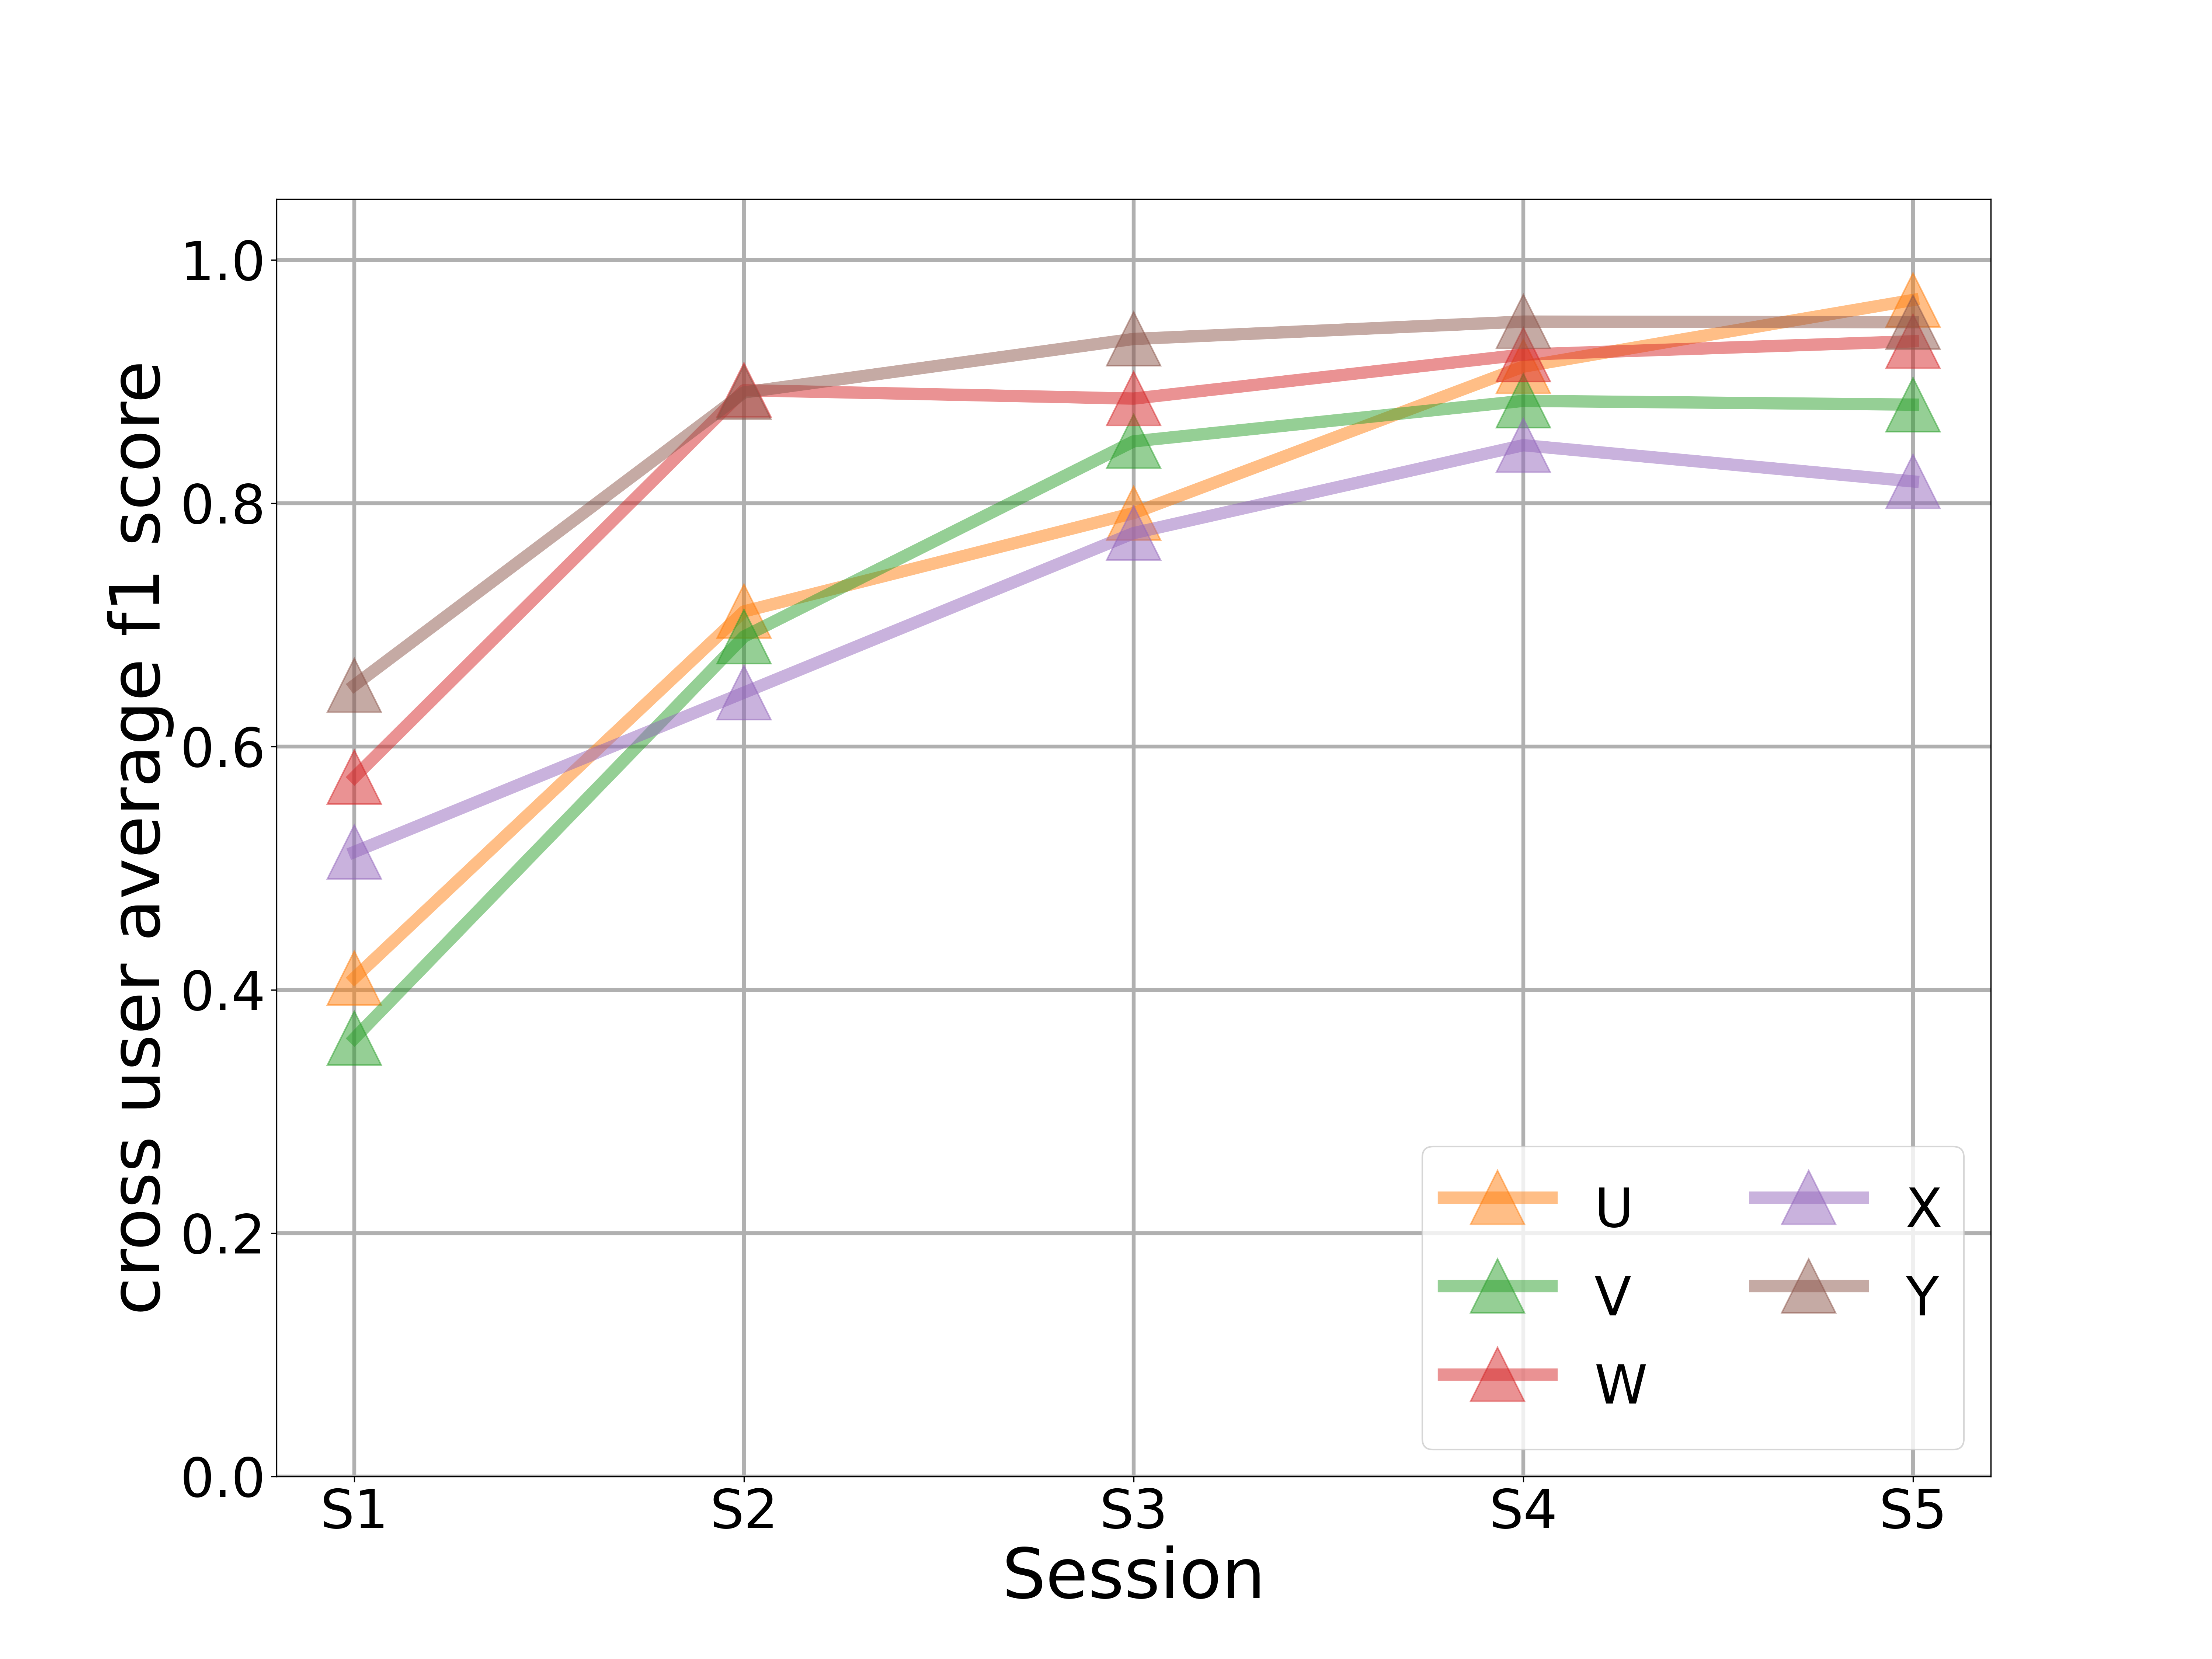 cross user average f1 score
1.0
0.8
0.6
0.4
0.2
0.0
S1 S2 S3 S4 S5
Session
U X
V Y
W